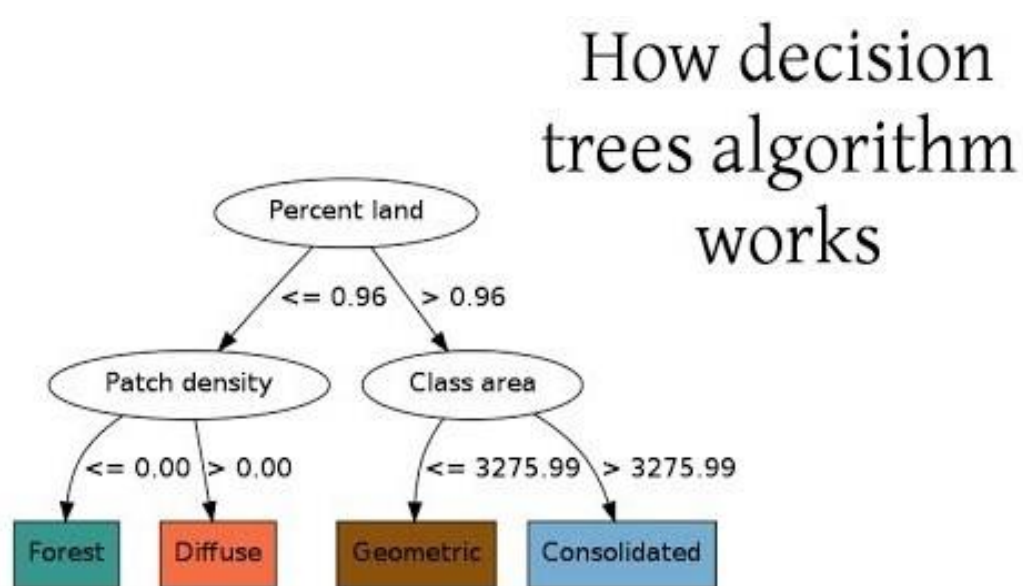 How decision
trees algorithm
works
Percent land
<= 0.96 > 0.96
Patch density Class area
<= 0.00 > 0.00 <= 3275.99 > 3275.99
Forest Diffuse Geometric Consolidated